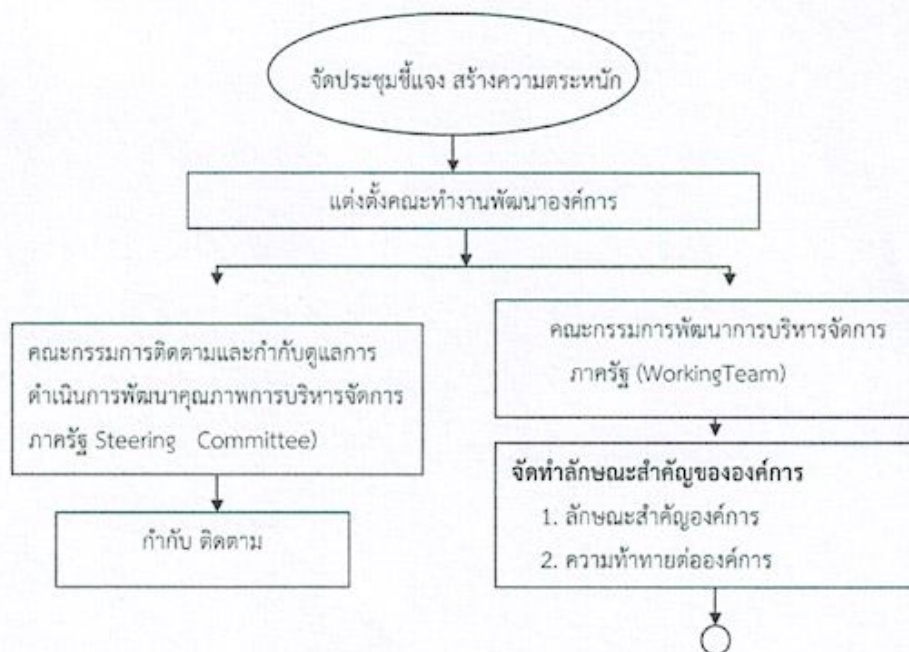 จัดประชุมชี้แจง สร้างความตระหนัก
แต่งตั้งคณะทำงานพัฒนาองค์การ
คณะกรรมการติดตามและกำกับดูแลการ
ดำเนินการพัฒนาคุณภาพการบริหารจัดการ
ภาครัฐ Steering Committee)
กำกับ ติดตาม
คณะกรรมการพัฒนาการบริหารจัดการ
ภาครัฐ (WorkingTeam)
จัดทำลักษณะสำคัญขององค์การ
1. ลักษณะสำคัญองค์การ
2. ความท้าทายต่อองค์การ